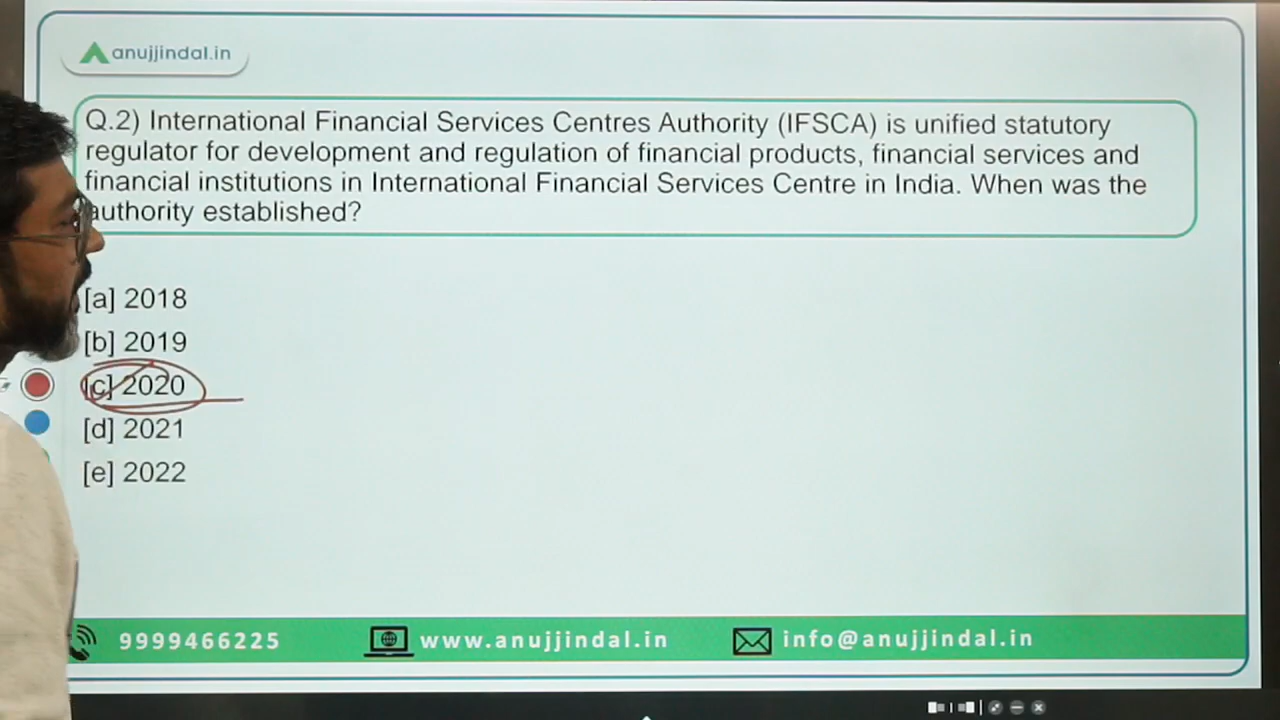 anujjindal.in
Q.2) International Financial Services Centres Authority (IFSCA) is unified statutory
regulator for development and regulation of financial products, financial services and
financial institutions in International Financial Services Centre in India. When was the
authority established?
[a] 2018
[b] 2019
[c] 2020
[d] 2021
[e] 2022
9999466225 www.anujjindal.in info@anujjindal.in